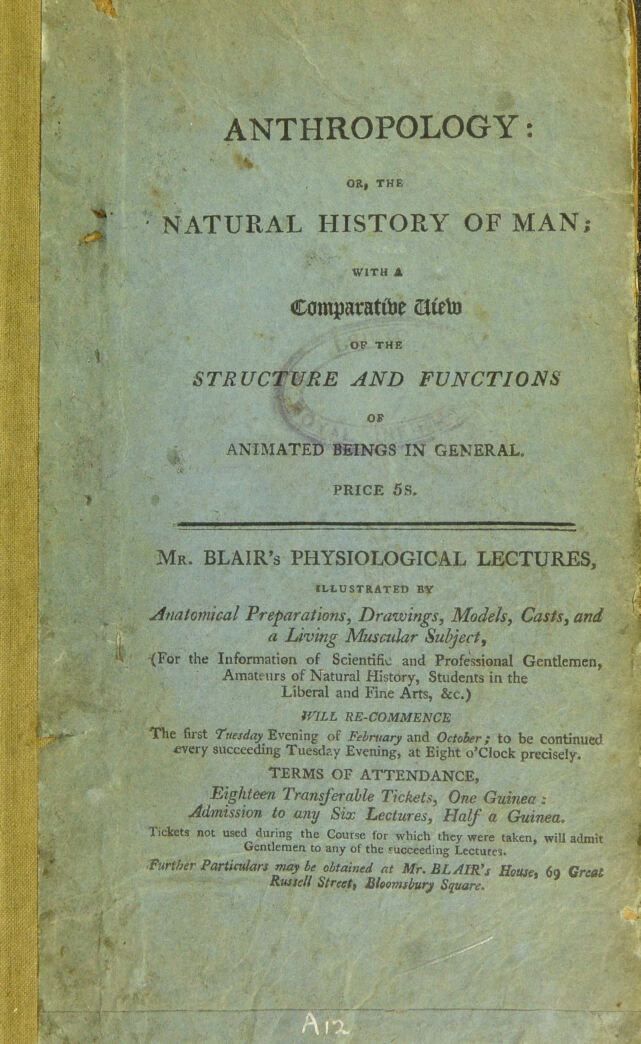 ANTHROPOLOGY:
OR, THE
NATURAL HISTORY OF MAN;
WITH A
Comparative View
OF THE
STRUCTURE AND FUNCTIONS
OF
ANIMATED BEINGS IN GENERAL.
PRICE 5s.
MR. BLAIR's PHYSIOLOGICAL LECTURES,
ILLUSTRATED BY
Anatomical Preparations, Drawings, Models, Casts, and
a Living Muscular Subject,
(For the Information of Scientific and Professional Gentlemen,
Amateurs of Natural History, Students in the
Liberal and Fine Arts, &c.)
WILL RE-COMMENCE
The first Tuesday Evening of February and October; to be continued
every succeeding Tuesday Evening, at Eight o'Clock precisely.
TERMS OF ATTENDANCE,
Eighteen Transferable Tickets, One Guinea:
Admission to any Six Lectures, Half a Guinea.
Tickets not used during the Course for which they were taken, will admit
Gentlemen to any of the succeeding Lectures.
Further Particulars may be obtained at Mr. BLAIR's House, 69 Great
Russell Street, Bloomsbury Square.
A12